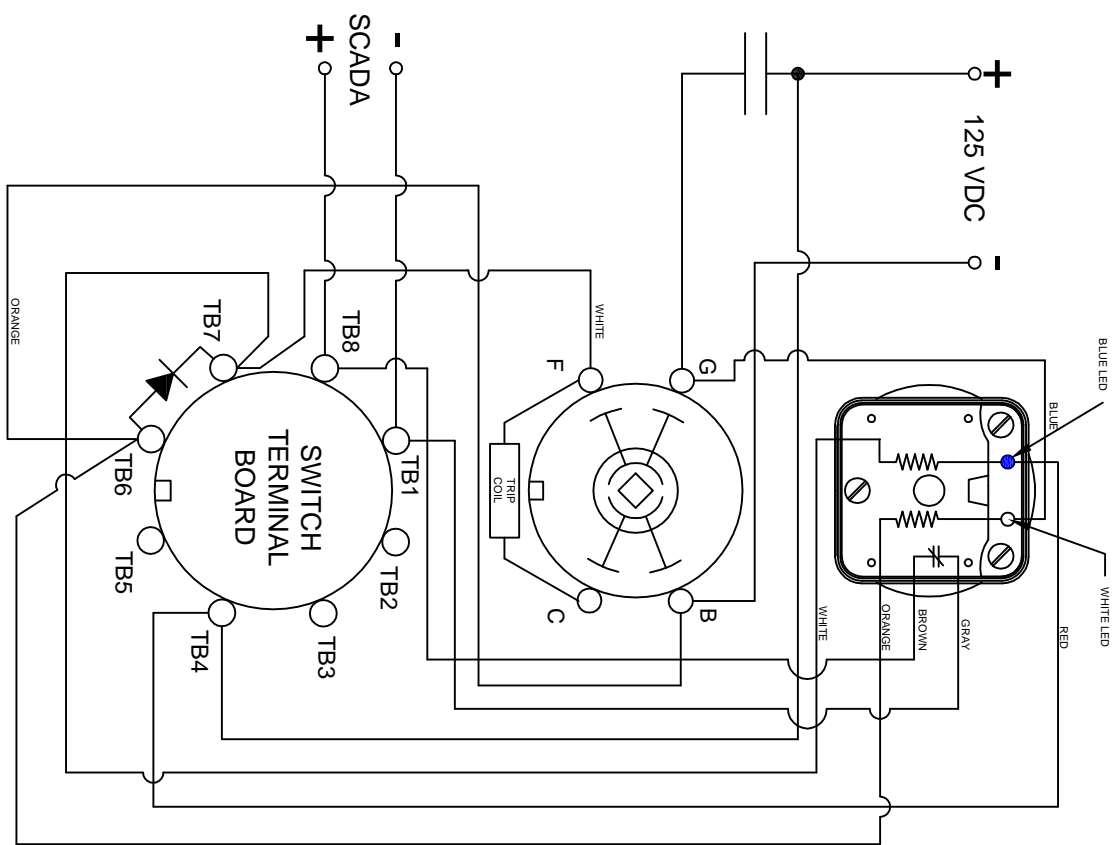 +
125 VDC
-
SCADA
-
+
BLUE LED
WHITE LED
BLUE
RED
GRAY
BROWN
ORANGE
WHITE
G
B
F
C
WHITE
TRIP
COIL
TB1
TB2
TB3
TB4
TB5
TB6
TB7
TB8
SWITCH
TERMINAL
BOARD
ORANGE